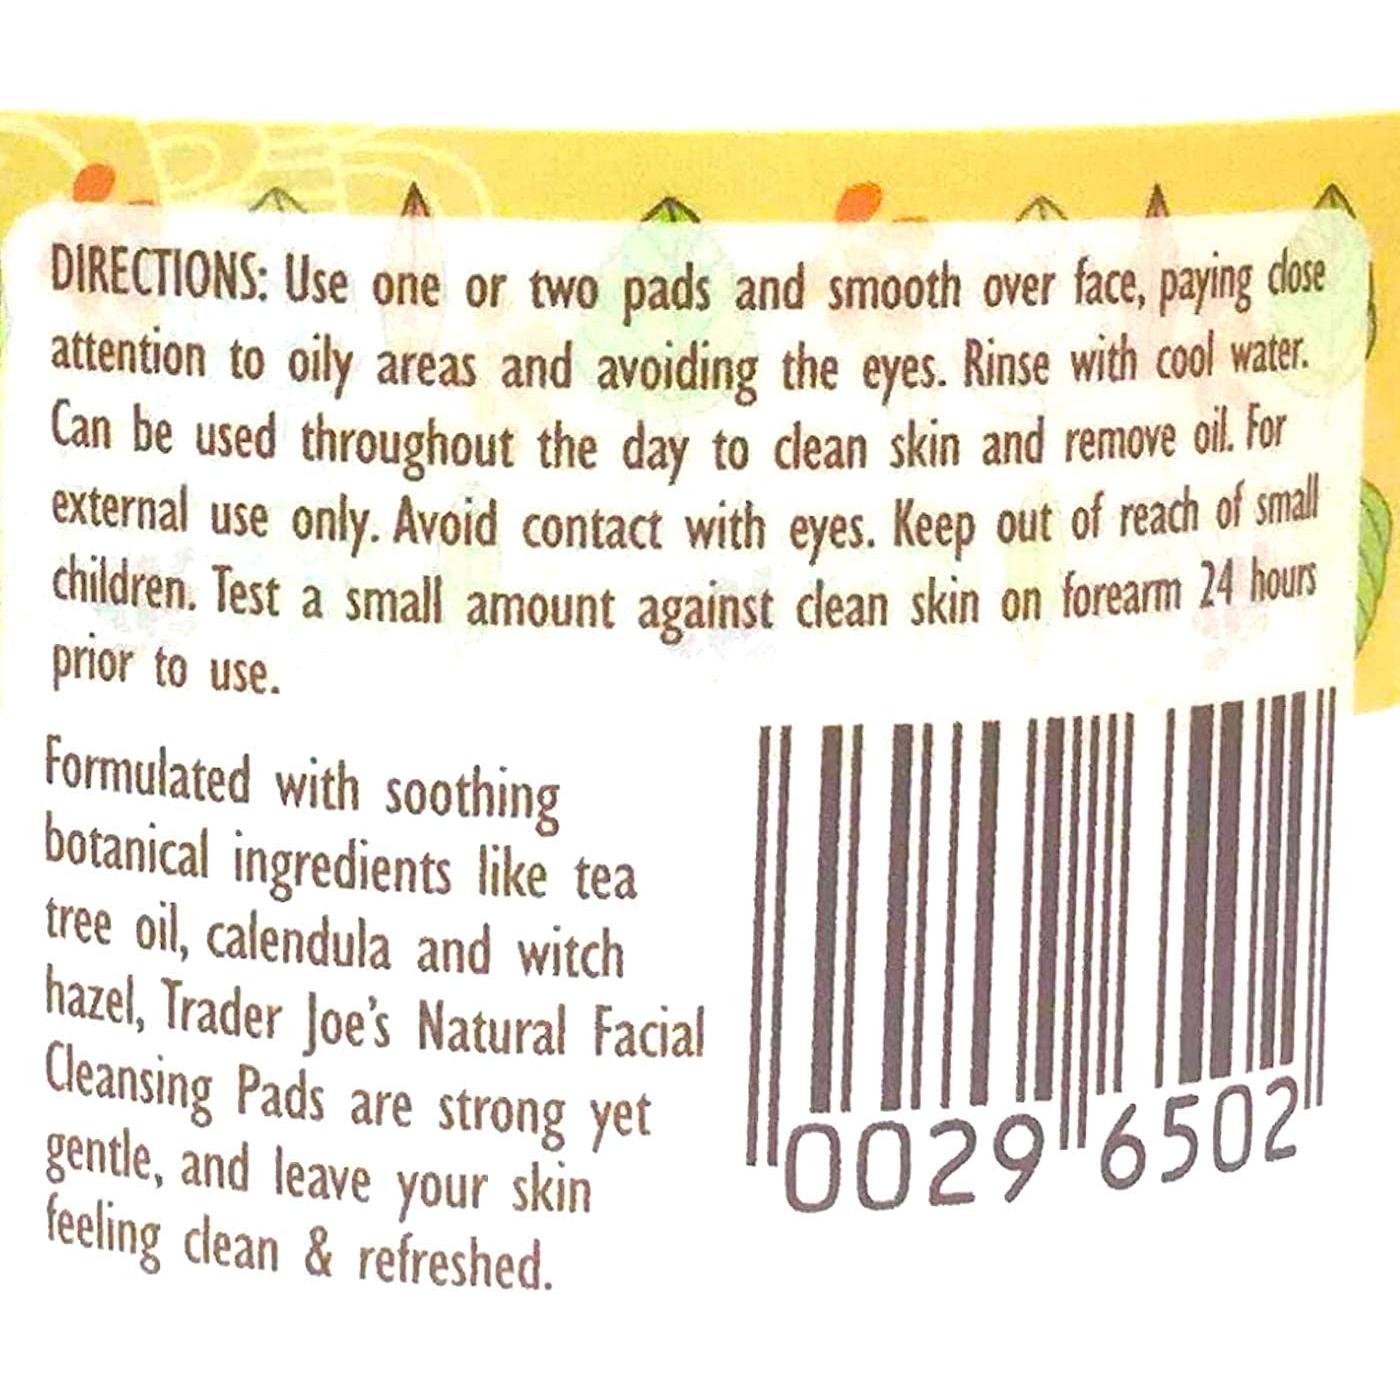 DIRECTIONS: Use one or two pads and smooth over face, paying close
attention to oily areas and avoiding the eyes. Rinse with cool water.
Can be used throughout the day to clean skin and remove oil. For
external use only. Avoid contact with eyes. Keep out of reach of small
children. Test a small amount against clean skin on forearm 24 hours
prior to use.
Formulated with soothing
botanical ingredients like tea
tree oil, calendula and witch
hazel, Trader Joe's Natural Facial
Cleansing Pads are strong yet
gentle, and leave your skin
feeling clean & refreshed.
0029 6502